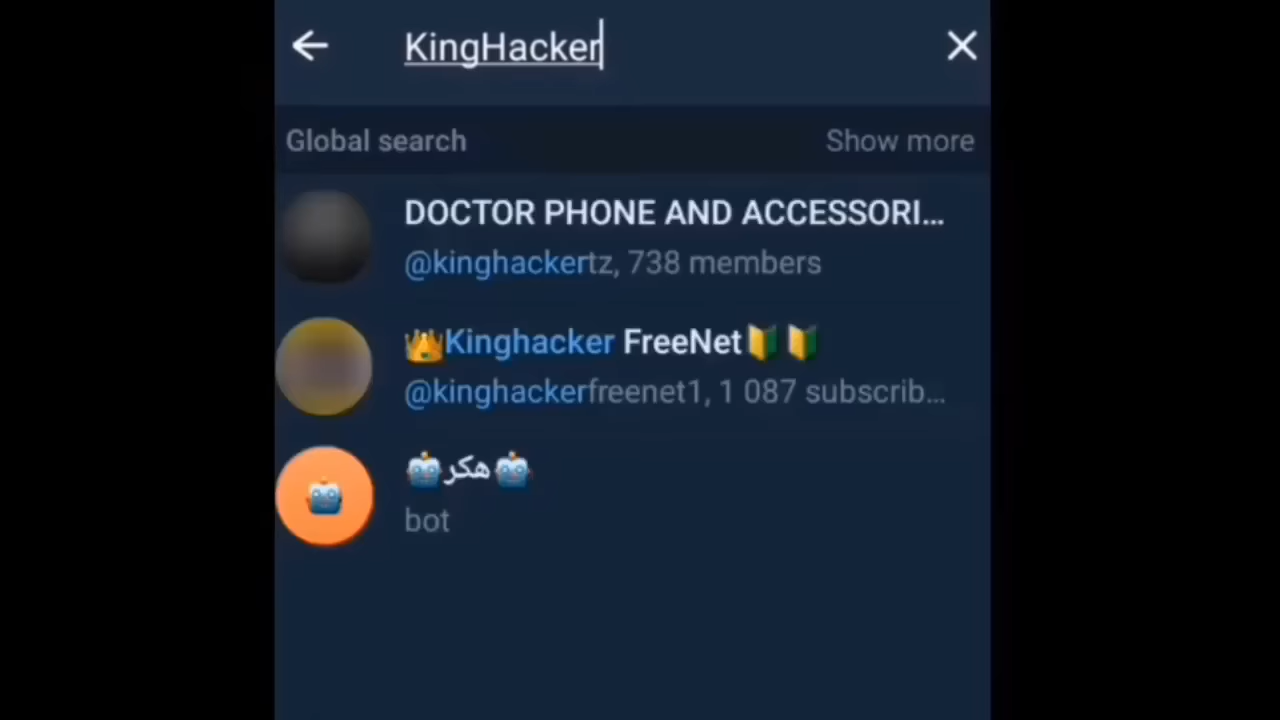 KingHacker
Global search
Show more
DOCTOR PHONE AND ACCESSORI...
@kinghackertz, 738 members
👑Kinghacker FreeNet🔰🔰
@kinghackerfreenet1, 1 087 subscrib...
🤖هكر🤖
bot